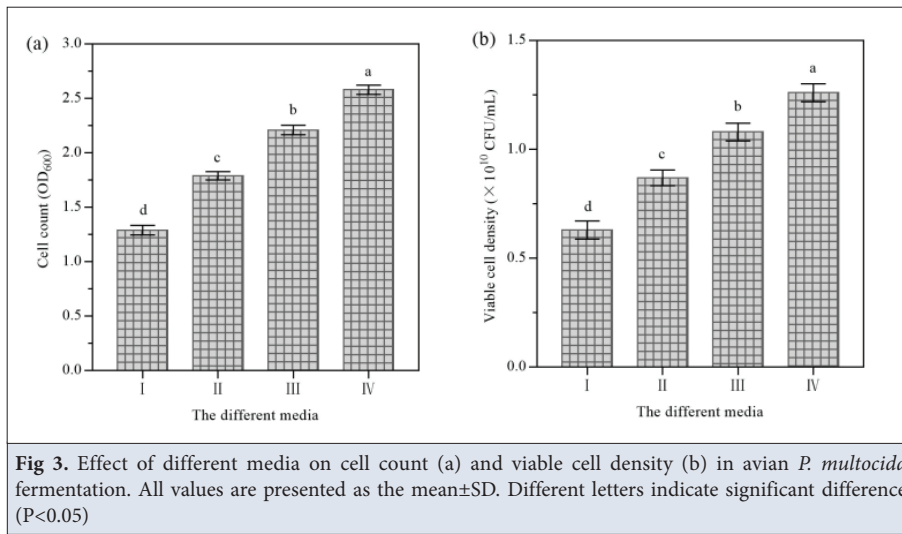 (a)
3.0
2.5
2.0
1.5
1.0
0.5
0.0
Cell count (OD600)
d
c
b
a
I
II
III
IV
The different media
(b)
1.5
1.0
0.5
0.0
Viable cell density (× 10^10 CFU/mL)
d
c
b
a
I
II
III
IV
The different media
Fig 3. Effect of different media on cell count (a) and viable cell density (b) in avian P. multocida
fermentation. All values are presented as the mean±SD. Different letters indicate significant difference
(P<0.05)